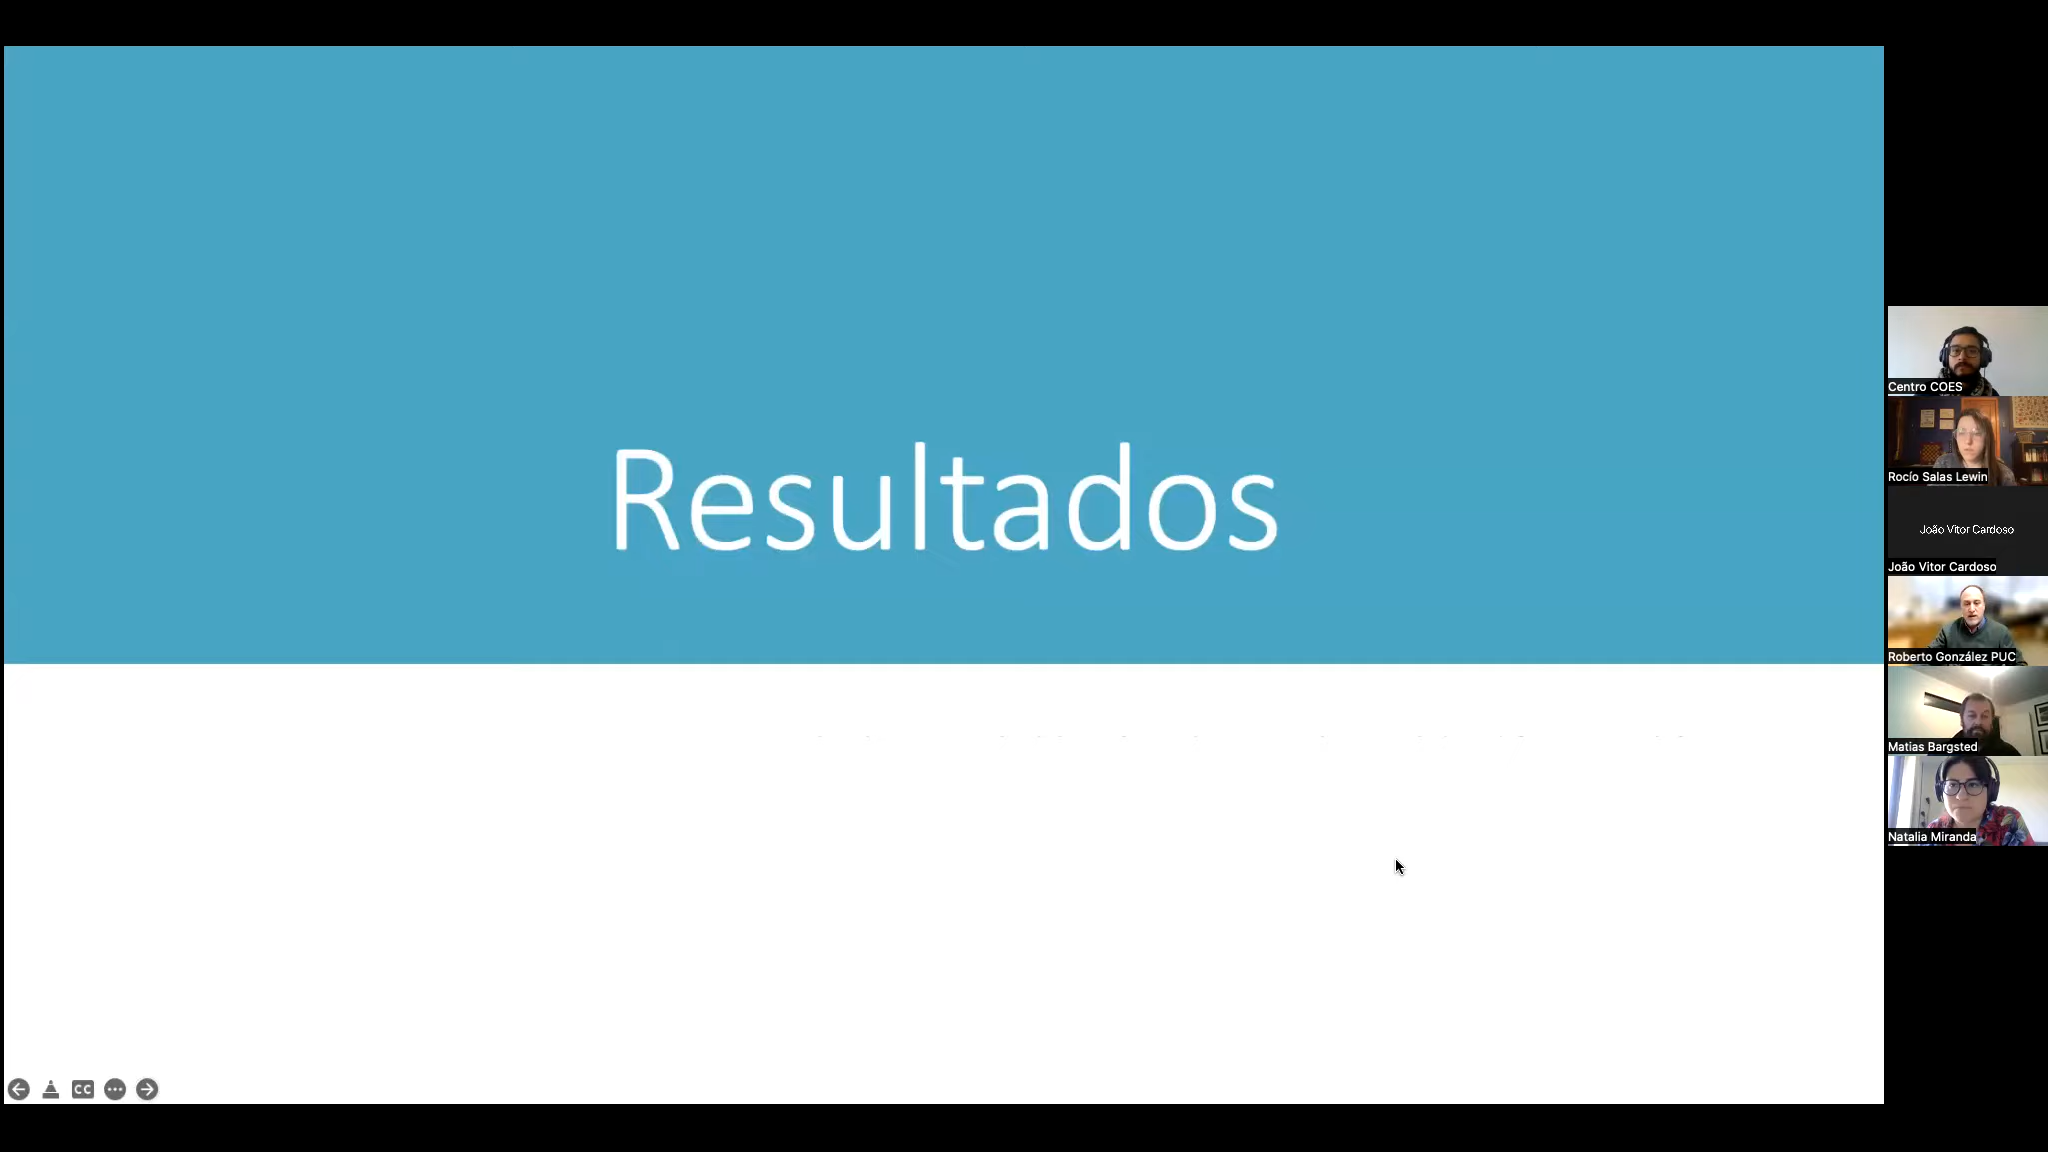 Resultados
Centro COES
Rocío Salas Lewin
João Vitor Cardoso
João Vitor Cardoso
Roberto González PUC
Matias Bargsted
Natalia Miranda
CC